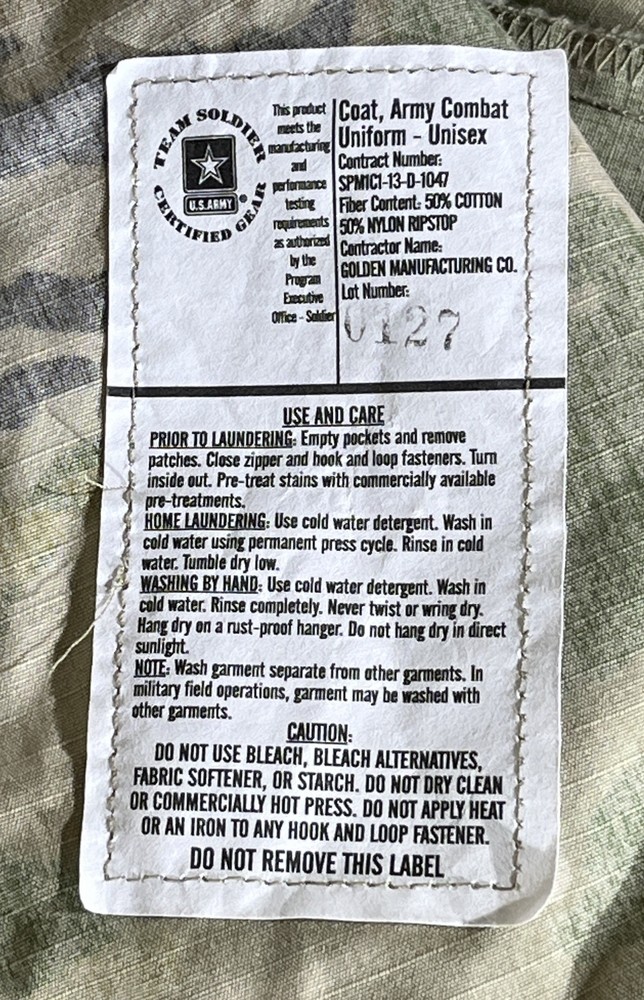 TEAM SOLDIER
U.S.ARMY
®
CERTIFIED GEAR
This product
meets the
manufacturing
and
performance
testing
requirements
as authorized
by the
Program
Executive
Office - Soldier
Coat, Army Combat
Uniform - Unisex
Contract Number:
SPM1C1-13-D-1047
Fiber Content: 50% COTTON
50% NYLON RIPSTOP
Contractor Name:
GOLDEN MANUFACTURING CO.
Lot Number:
0127
USE AND CARE
PRIOR TO LAUNDERING: Empty pockets and remove
patches. Close zipper and hook and loop fasteners. Turn
inside out. Pre-treat stains with commercially available
pre-treatments.
HOME LAUNDERING: Use cold water detergent. Wash in
cold water using permanent press cycle. Rinse in cold
water. Tumble dry low.
WASHING BY HAND: Use cold water detergent. Wash in
cold water. Rinse completely. Never twist or wring dry.
Hang dry on a rust-proof hanger. Do not hang dry in direct
sunlight.
NOTE: Wash garment separate from other garments. In
military field operations, garment may be washed with
other garments.
CAUTION:
DO NOT USE BLEACH, BLEACH ALTERNATIVES,
FABRIC SOFTENER, OR STARCH. DO NOT DRY CLEAN
OR COMMERCIALLY HOT PRESS. DO NOT APPLY HEAT
OR AN IRON TO ANY HOOK AND LOOP FASTENER.
DO NOT REMOVE THIS LABEL